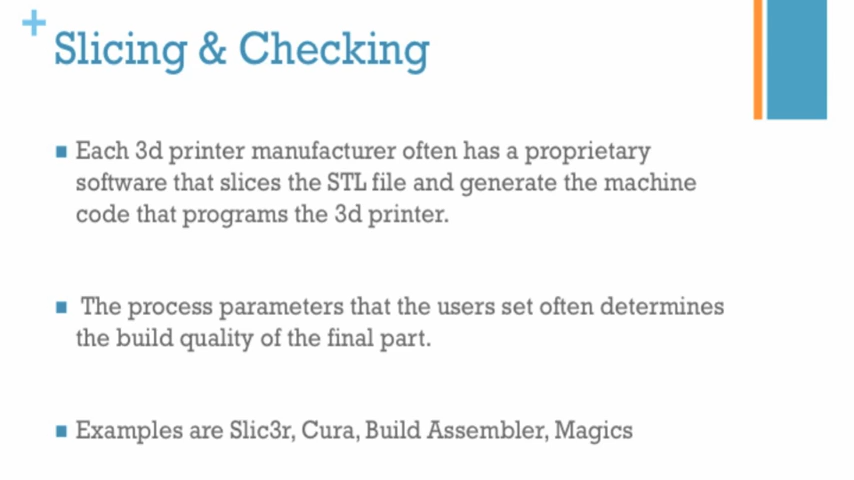 +
Slicing & Checking
Each 3d printer manufacturer often has a proprietary
software that slices the STL file and generate the machine
code that programs the 3d printer.
The process parameters that the users set often determines
the build quality of the final part.
Examples are Slic3r, Cura, Build Assembler, Magics